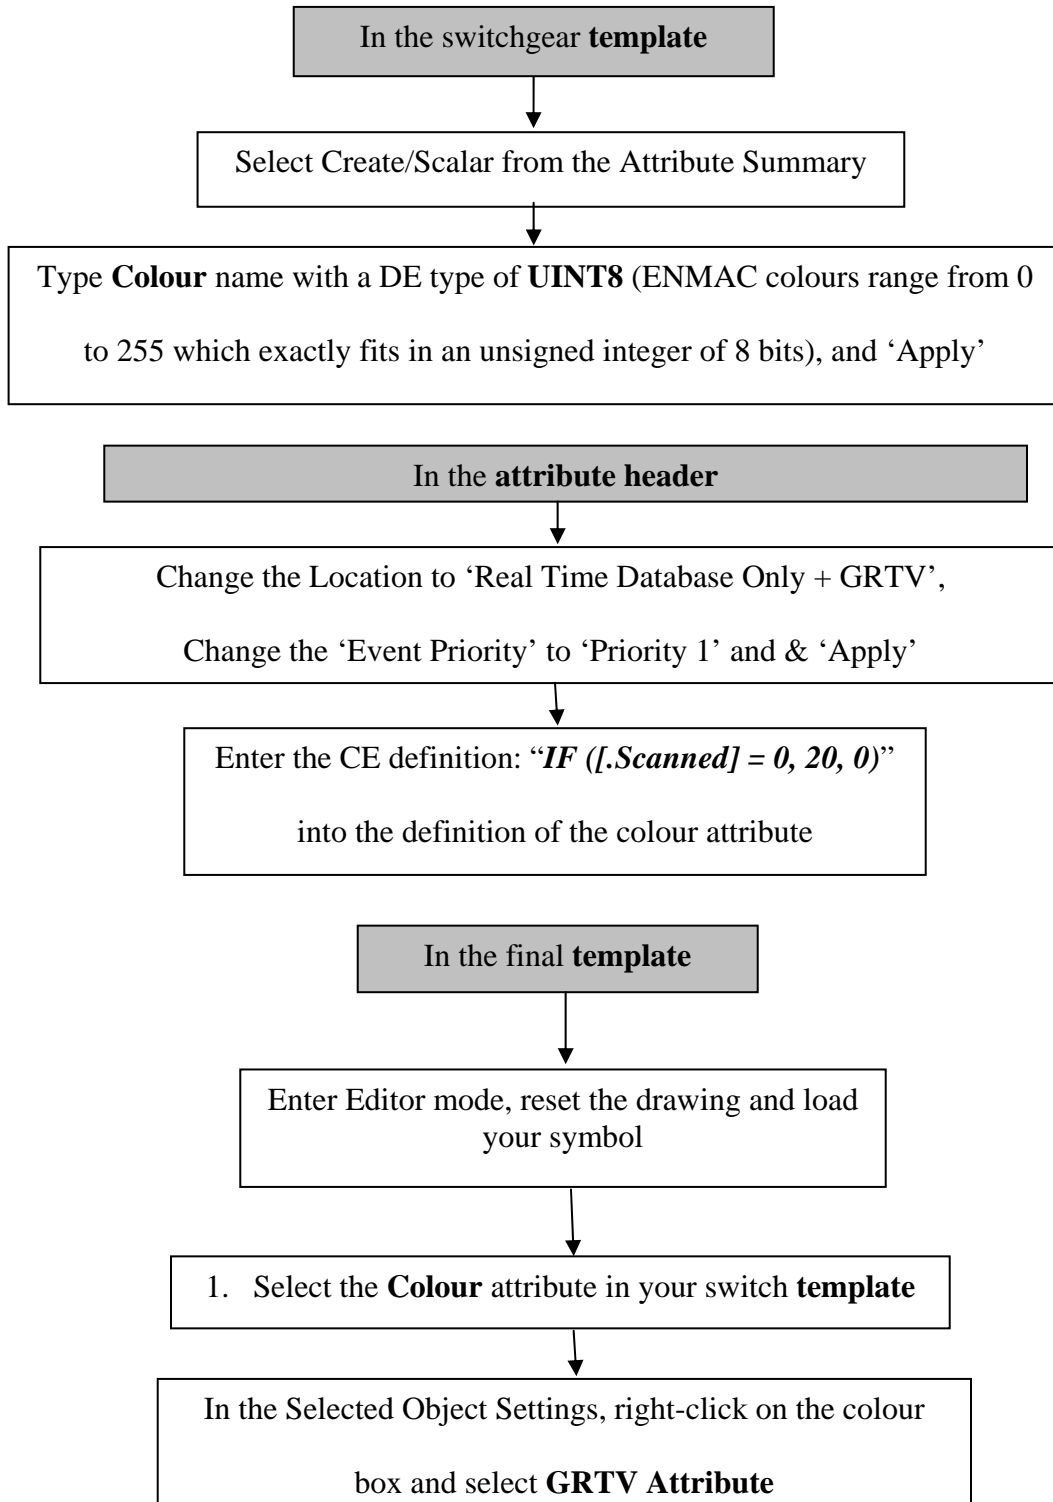 In the switchgear template
Select Create/Scalar from the Attribute Summary
Type Colour name with a DE type of UINT8 (ENMAC colours range from 0
to 255 which exactly fits in an unsigned integer of 8 bits), and ‘Apply’
In the attribute header
Change the Location to ‘Real Time Database Only + GRTV’,
Change the ‘Event Priority’ to ‘Priority 1’ and & ‘Apply’
Enter the CE definition: “IF ([.Scanned] = 0, 20, 0)”
into the definition of the colour attribute
In the final template
Enter Editor mode, reset the drawing and load
your symbol
1. Select the Colour attribute in your switch template
In the Selected Object Settings, right-click on the colour
box and select GRTV Attribute